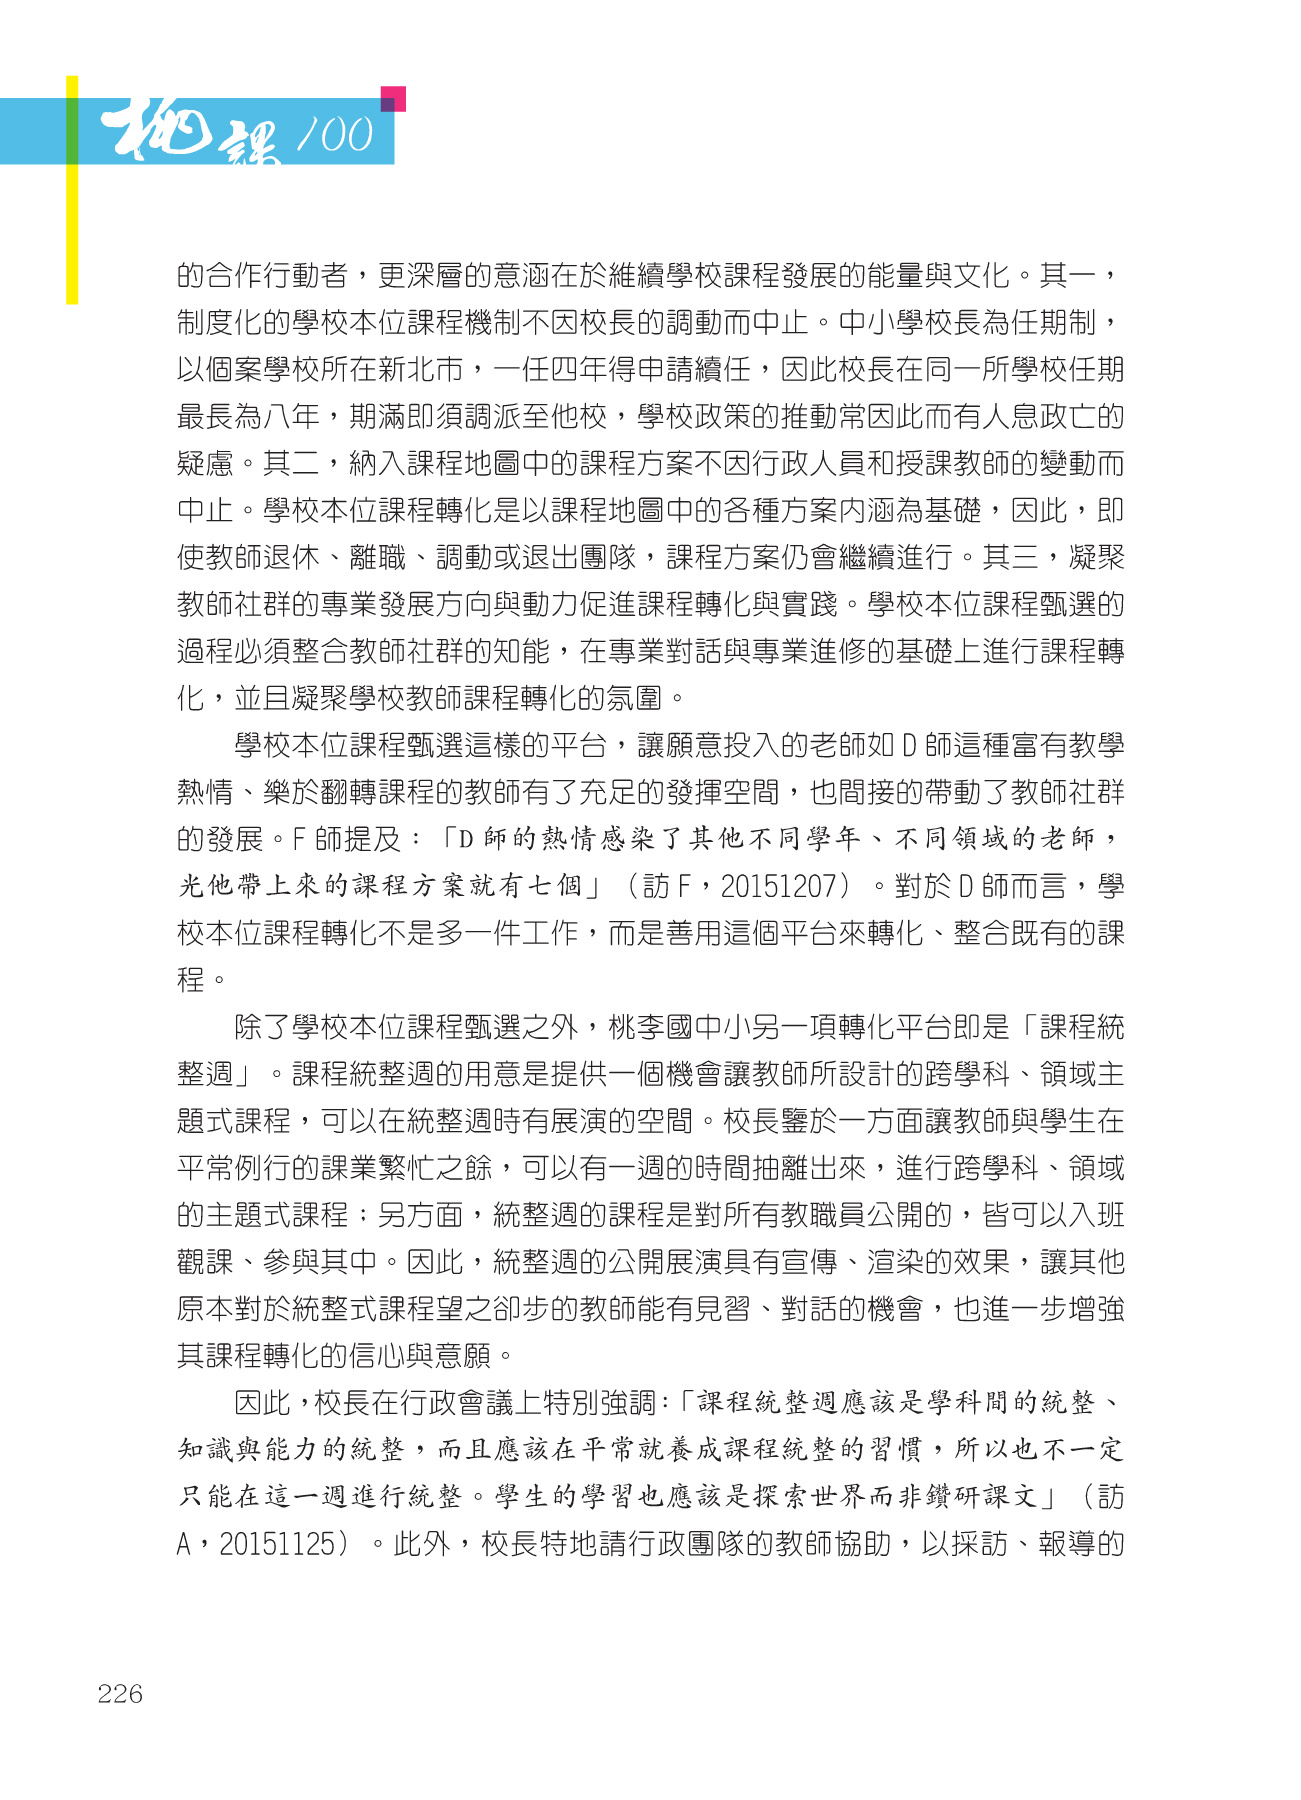 桃課100
的合作行動者，更深層的意涵在於維續學校課程發展的能量與文化。其一，
制度化的學校本位課程機制不因校長的調動而中止。中小學校長為任期制，
以個案學校所在新北市，一任四年得申請續任，因此校長在同一所學校任期
最長為八年，期滿即須調派至他校，學校政策的推動常因此而有人息政亡的
疑慮。其二，納入課程地圖中的課程方案不因行政人員和授課教師的變動而
中止。學校本位課程轉化是以課程地圖中的各種方案內涵為基礎，因此，即
使教師退休、離職、調動或退出團隊，課程方案仍會繼續進行。其三，凝聚
教師社群的專業發展方向與動力促進課程轉化與實踐。學校本位課程甄選的
過程必須整合教師社群的知能，在專業對話與專業進修的基礎上進行課程轉
化，並且凝聚學校教師課程轉化的氛圍。
學校本位課程甄選這樣的平台，讓願意投入的老師如 D 師這種富有教學
熱情、樂於翻轉課程的教師有了充足的發揮空間，也間接的帶動了教師社群
的發展。F 師提及：「D 師的熱情感染了其他不同學年、不同領域的老師，
光他帶上來的課程方案就有七個」（訪 F，20151207）。對於 D 師而言，學
校本位課程轉化不是多一件工作，而是善用這個平台來轉化、整合既有的課
程。
除了學校本位課程甄選之外，桃李國中小另一項轉化平台即是「課程統
整週」。課程統整週的用意是提供一個機會讓教師所設計的跨學科、領域主
題式課程，可以在統整週時有展演的空間。校長鑒於一方面讓教師與學生在
平常例行的課業繁忙之餘，可以有一週的時間抽離出來，進行跨學科、領域
的主題式課程；另方面，統整週的課程是對所有教職員公開的，皆可以入班
觀課、參與其中。因此，統整週的公開展演具有宣傳、渲染的效果，讓其他
原本對於統整式課程望之卻步的教師能有見習、對話的機會，也進一步增強
其課程轉化的信心與意願。
因此，校長在行政會議上特別強調：「課程統整週應該是學科間的統整、
知識與能力的統整，而且應該在平常就養成課程統整的習慣，所以也不一定
只能在這一週進行統整。學生的學習也應該是探索世界而非鑽研課文」（訪
A，20151125）。此外，校長特地請行政團隊的教師協助，以採訪、報導的
226